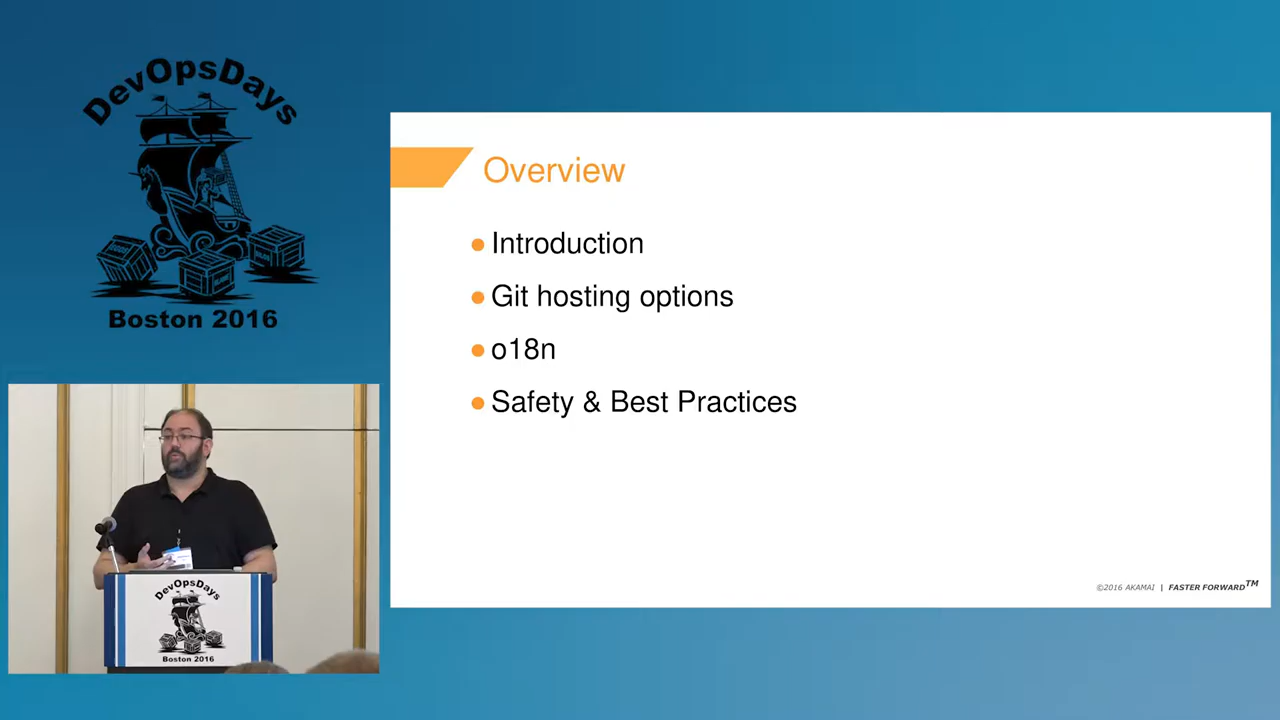 DevOpsDays
Boston 2016
Overview
Introduction
Git hosting options
o18n
Safety & Best Practices
©2016 AKAMAI | FASTER FORWARD™
DevOpsDays
Boston 2016